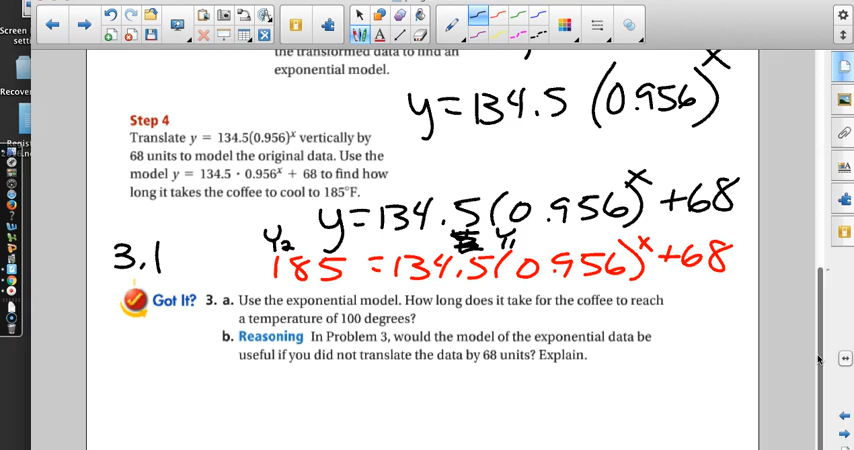 Screen
setti
Recover
Regist
the transformed data to find an
exponential model.
y = 134.5 (0.956)^x
Step 4
Translate y = 134.5(0.956)^x vertically by
68 units to model the original data. Use the
model y = 134.5 · 0.956^x + 68 to find how
long it takes the coffee to cool to 185°F.
y = 134.5(0.956)^x + 68
Y₂ Y₁
3.1
185 = 134.5(0.956)^x + 68
Got It? 3. a. Use the exponential model. How long does it take for the coffee to reach
a temperature of 100 degrees?
b. Reasoning In Problem 3, would the model of the exponential data be
useful if you did not translate the data by 68 units? Explain.